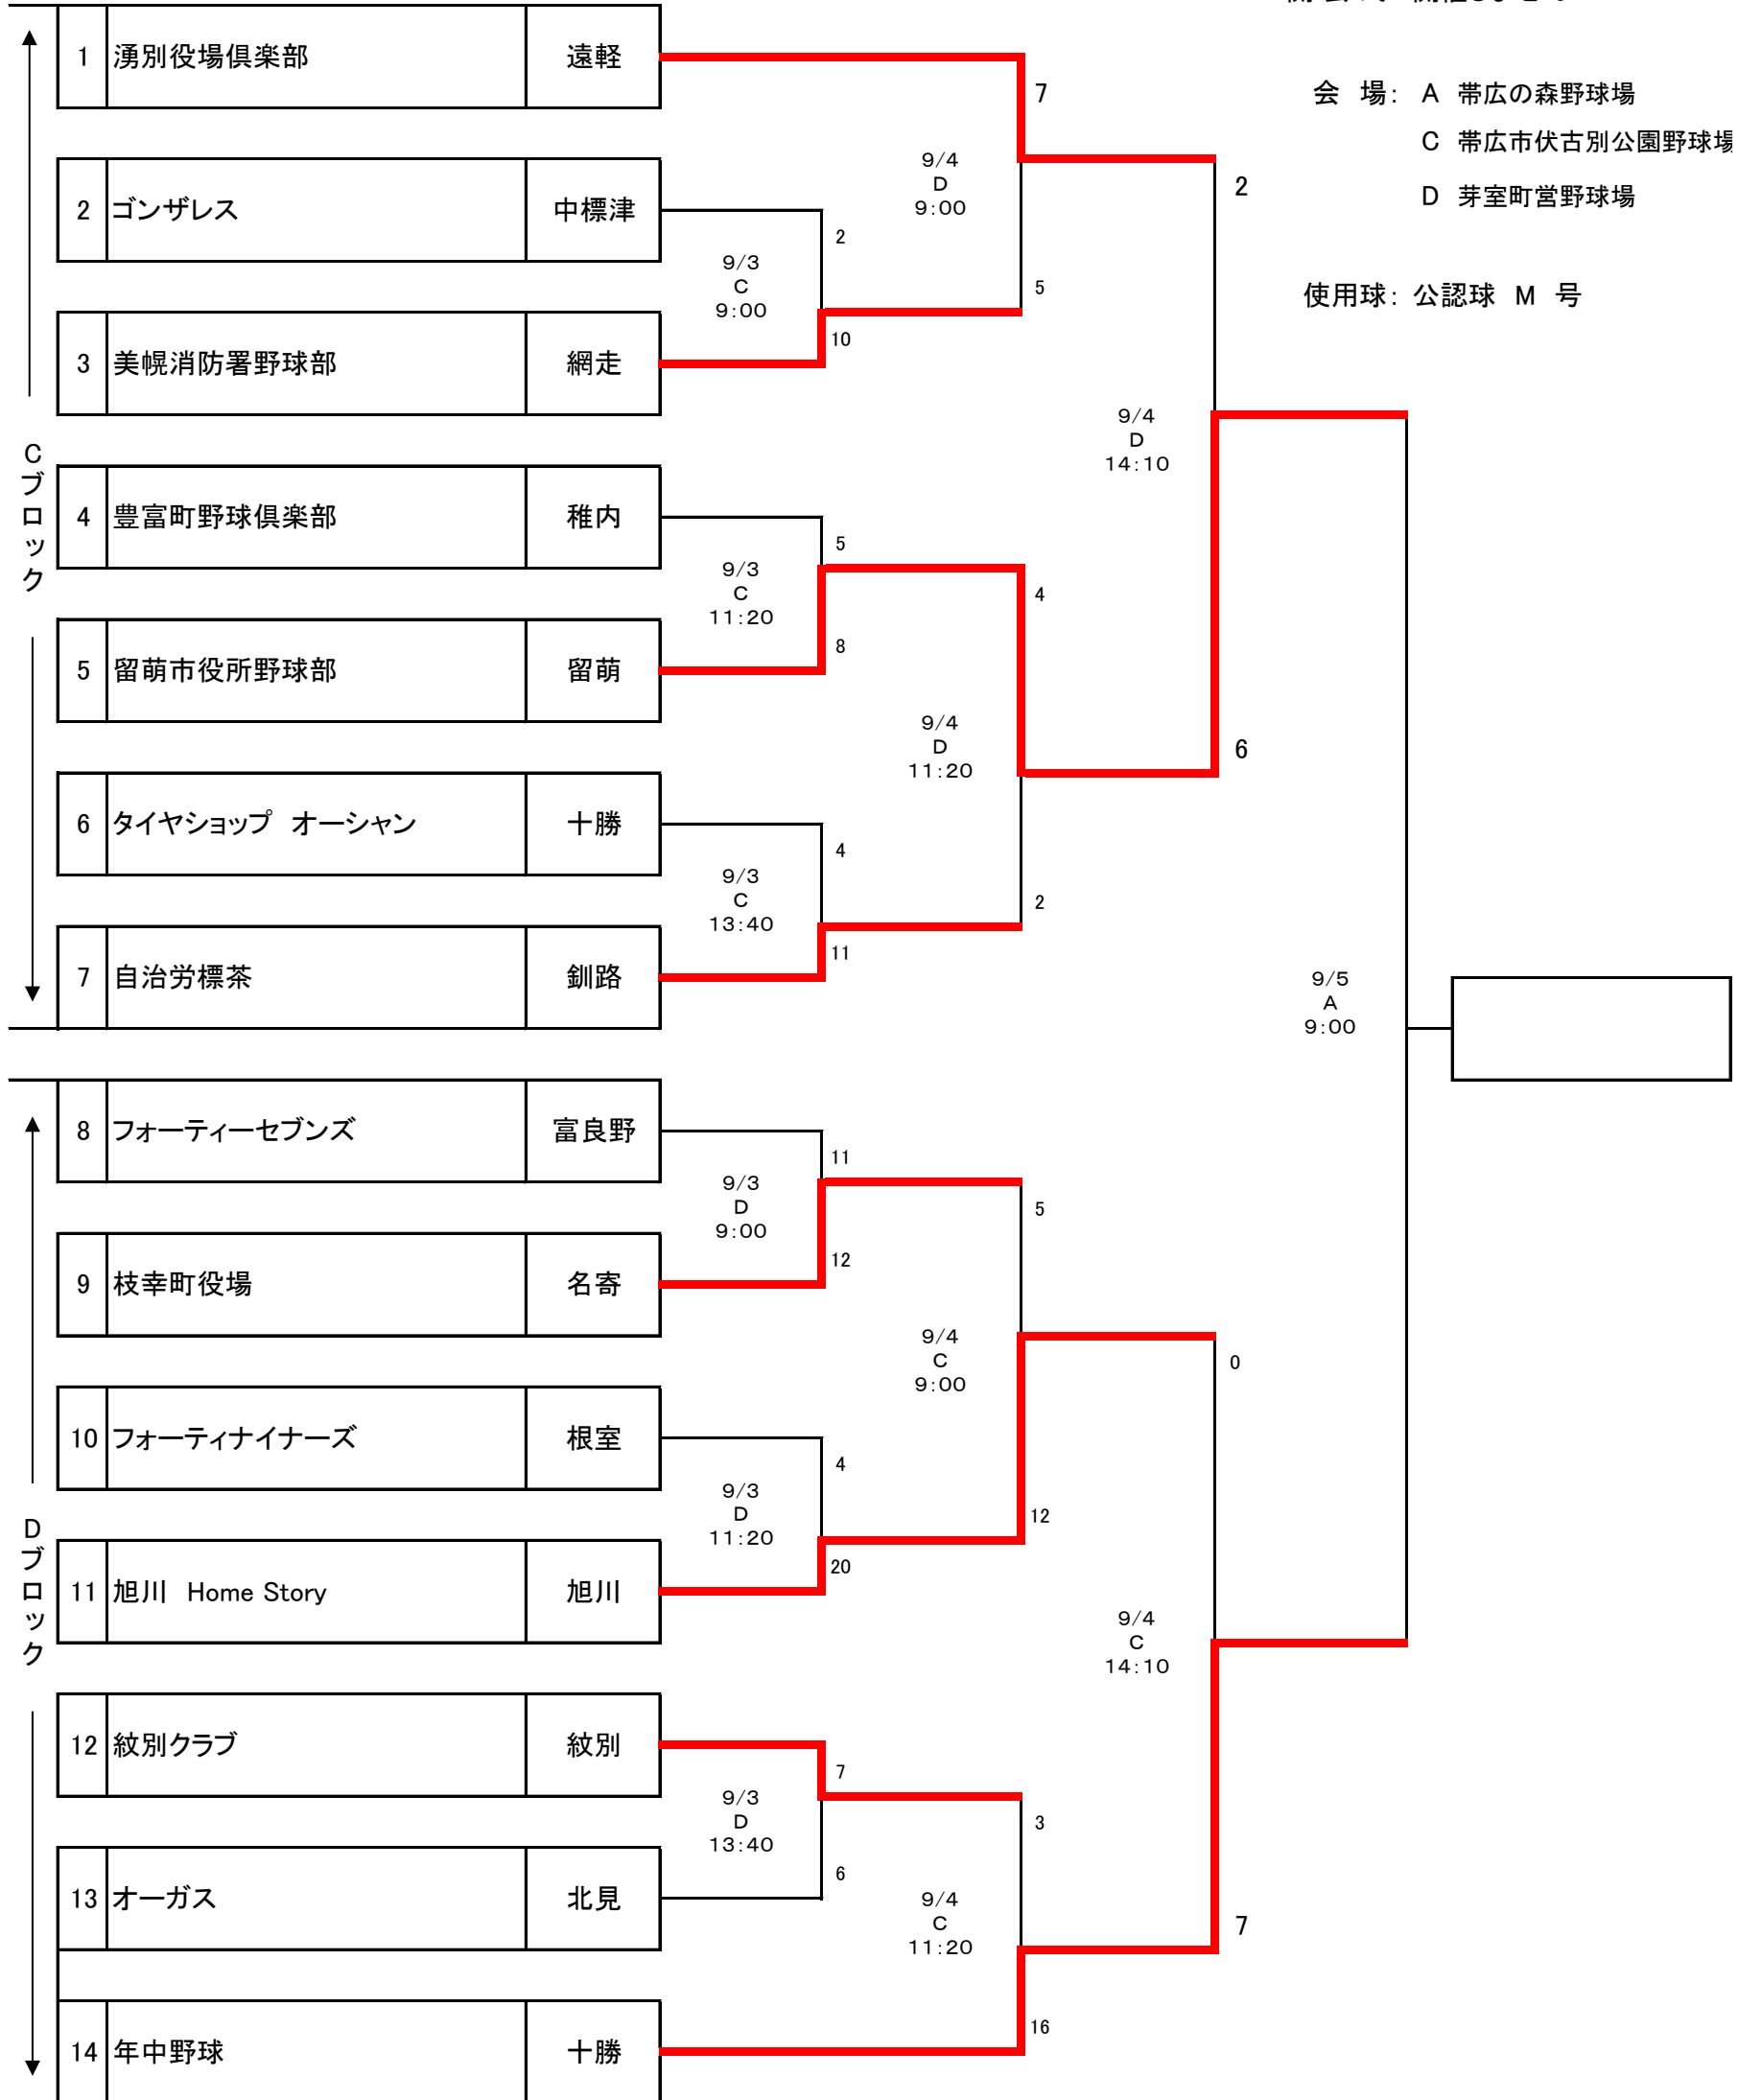 会 場： A 帯広の森野球場
C 帯広市伏古別公園野球場
D 芽室町営野球場
使用球： 公認球 M 号
Cブロック
1 湧別役場倶楽部 遠軽
7
9/4
D
9:00
2
2 ゴンザレス 中標津
2
9/3
C
9:00
5
10
3 美幌消防署野球部 網走
9/4
D
14:10
4 豊富町野球倶楽部 稚内
5
9/3
C
11:20
4
8
5 留萌市役所野球部 留萌
9/4
D
11:20
6
6 タイヤショップ オーシャン 十勝
4
9/3
C
13:40
2
11
7 自治労標茶 釧路
9/5
A
9:00
Dブロック
8 フォーティーセブンズ 富良野
11
9/3
D
9:00
5
12
9 枝幸町役場 名寄
9/4
C
9:00
0
10 フォーティナイナーズ 根室
4
9/3
D
11:20
12
20
11 旭川 Home Story 旭川
9/4
C
14:10
12 紋別クラブ 紋別
7
9/3
D
13:40
3
6
13 オーガス 北見
9/4
C
11:20
7
16
14 年中野球 十勝